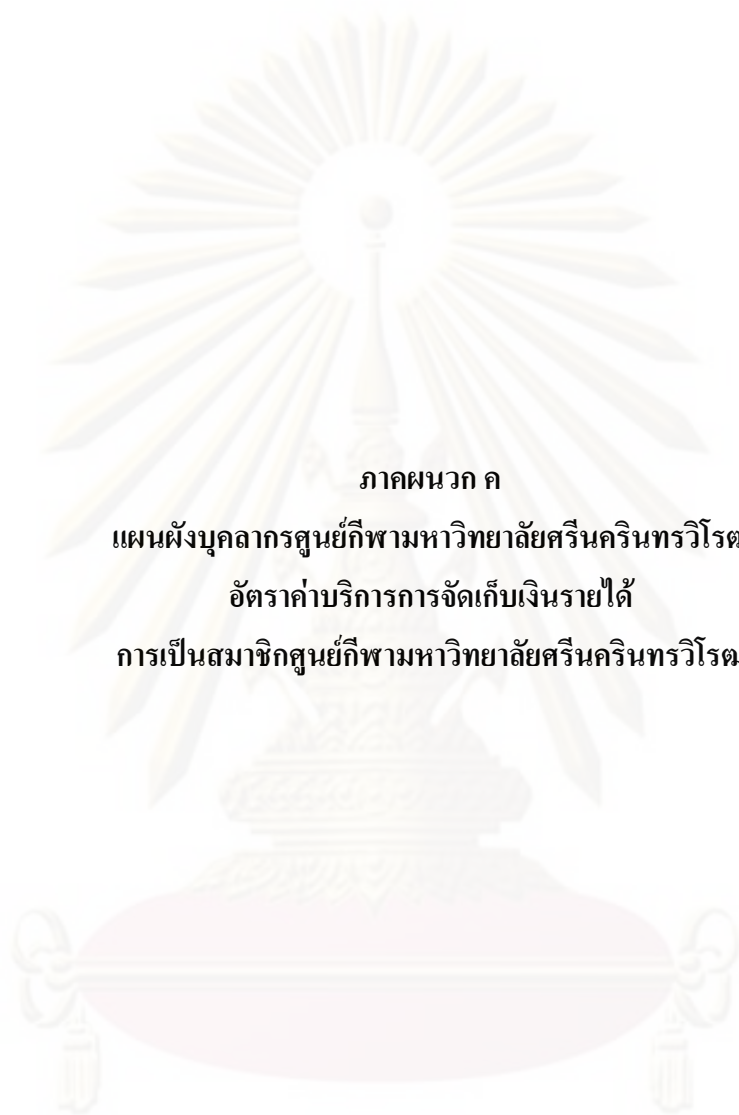 ภาคผนวก ค
แผนผังบุคลากรศูนย์กีฬามหาวิทยาลัยศรีนครินทรวิโรฒ
อัตราค่าบริการการจัดเก็บเงินรายได้
การเป็นสมาชิกศูนย์กีฬามหาวิทยาลัยศรีนครินทรวิโรฒ